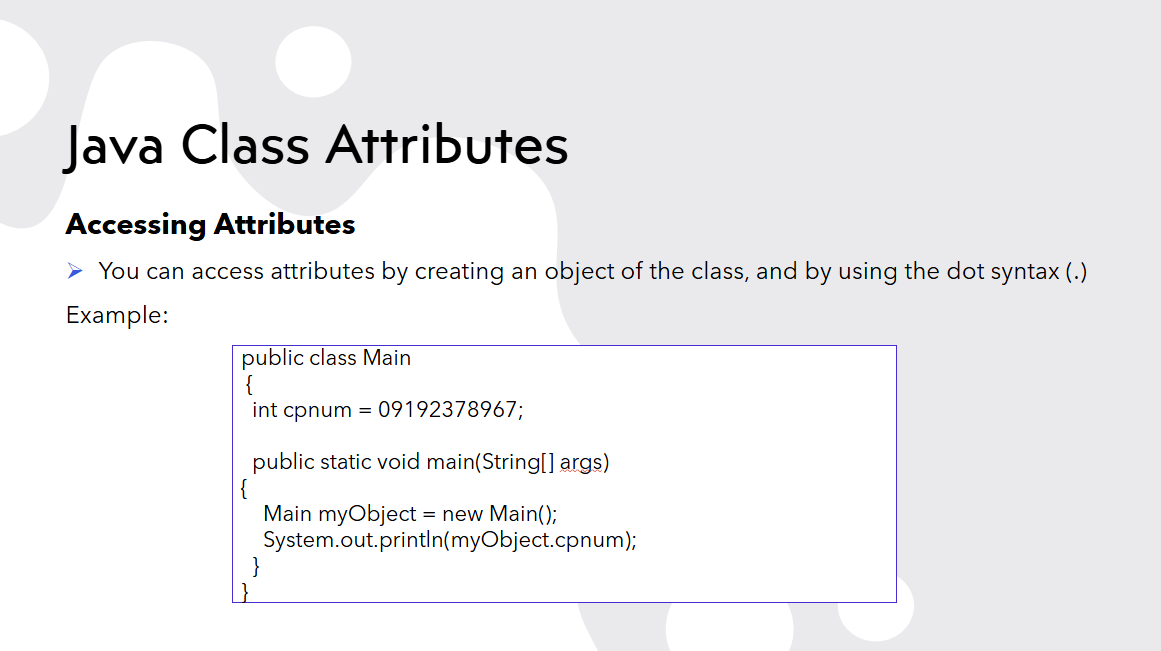 Java Class Attributes
Accessing Attributes
➢ You can access attributes by creating an object of the class, and by using the dot syntax (.)
Example:
public class Main
{
int cpnum = 09192378967;
public static void main(String[] args)
{
Main myObject = new Main();
System.out.println(myObject.cpnum);
}
}